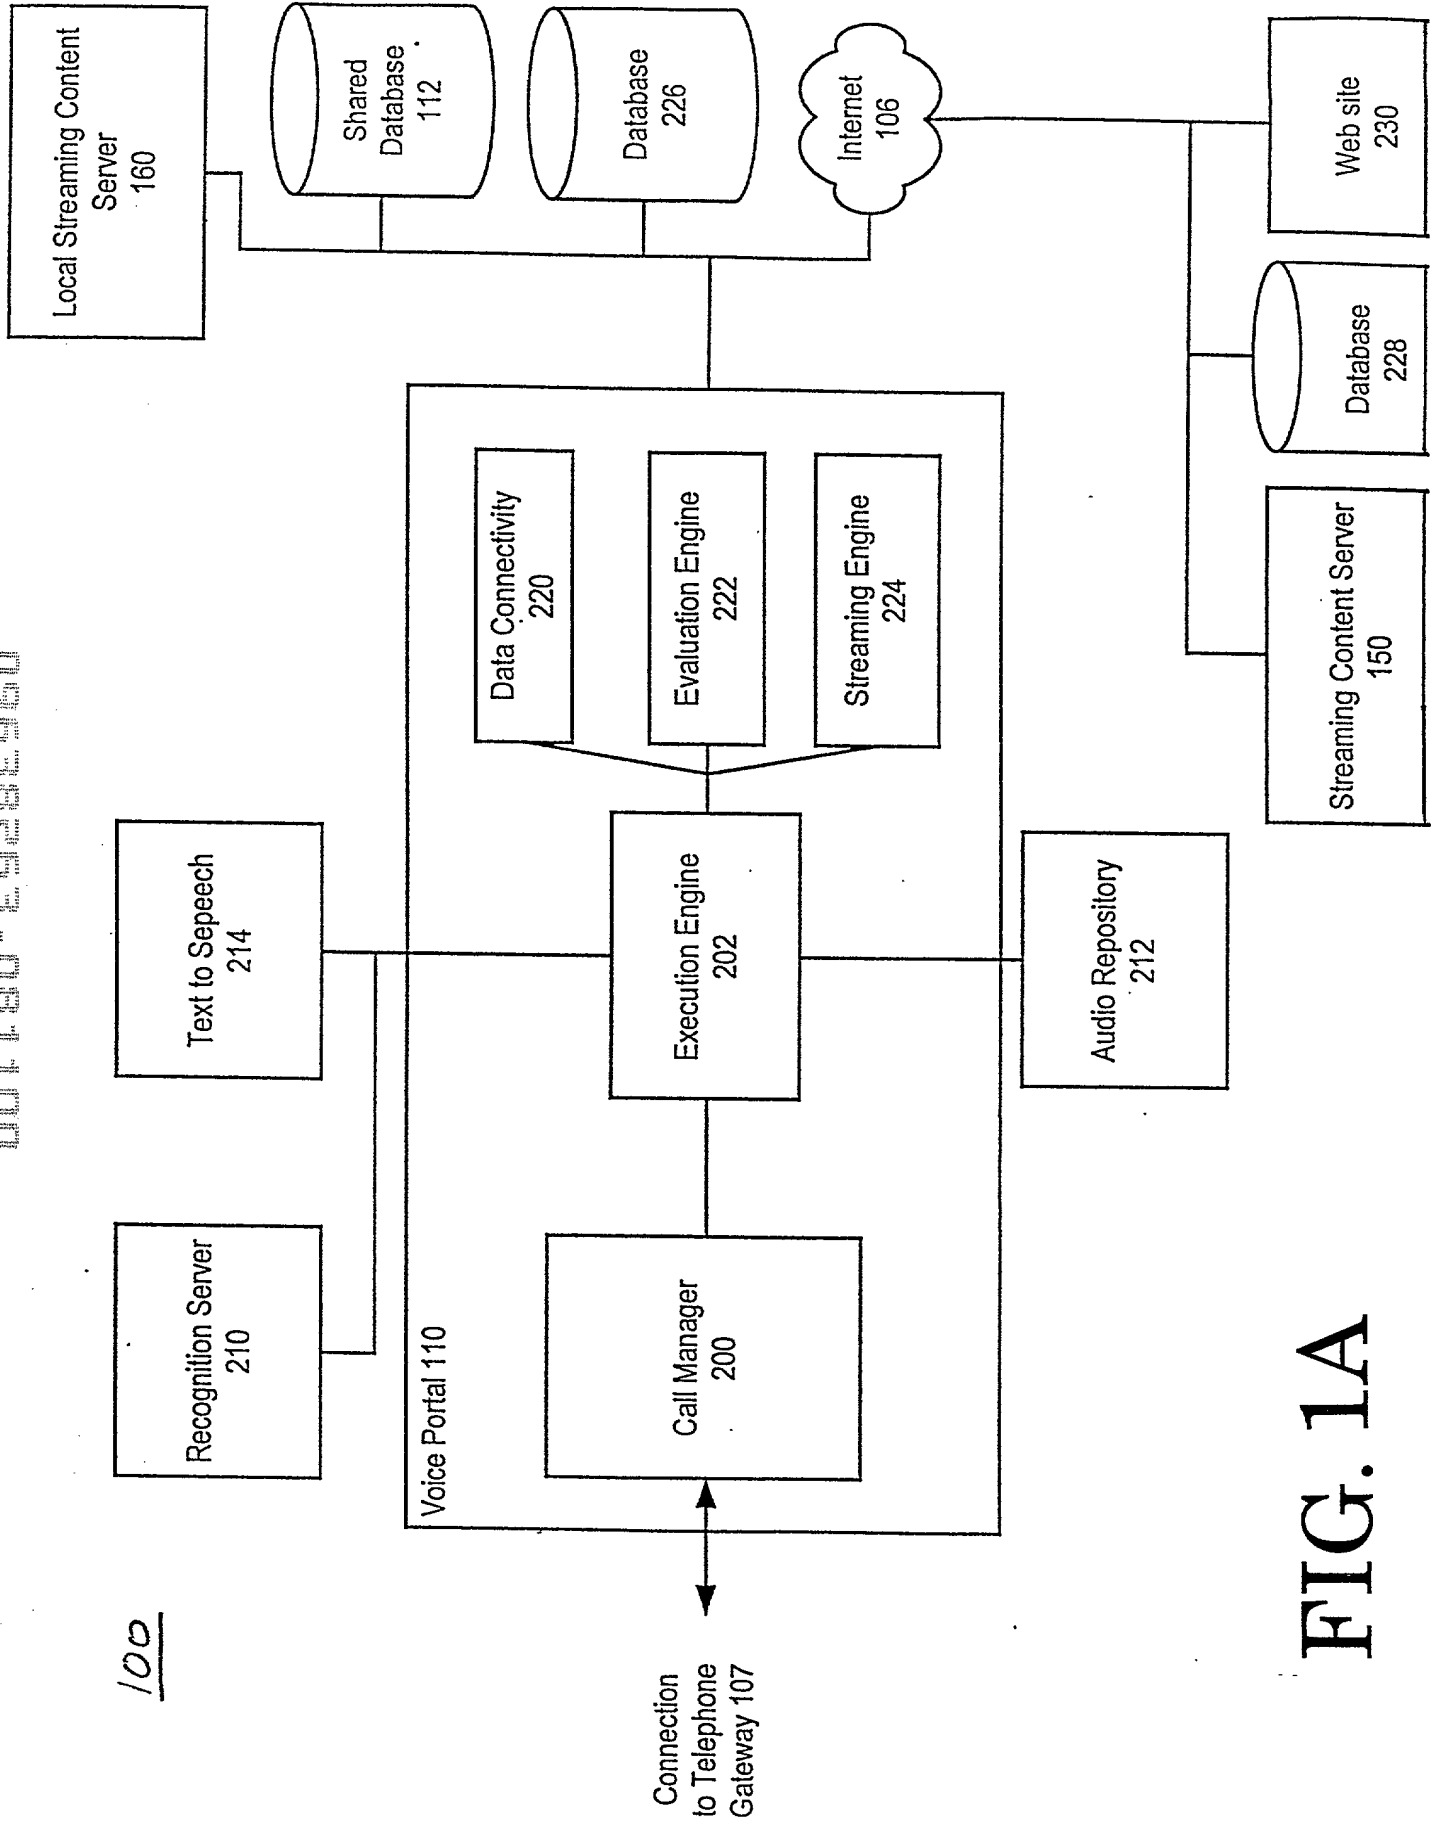 100
Recognition Server
210
Text to Sepeech
214
Local Streaming Content
Server
160
Shared
Database
112
Database
226
Internet
106
Voice Portal 110
Data Connectivity
220
Evaluation Engine
222
Streaming Engine
224
Execution Engine
202
Call Manager
200
Connection
to Telephone
Gateway 107
Audio Repository
212
Streaming Content Server
150
Database
228
Web site
230
FIG. 1A